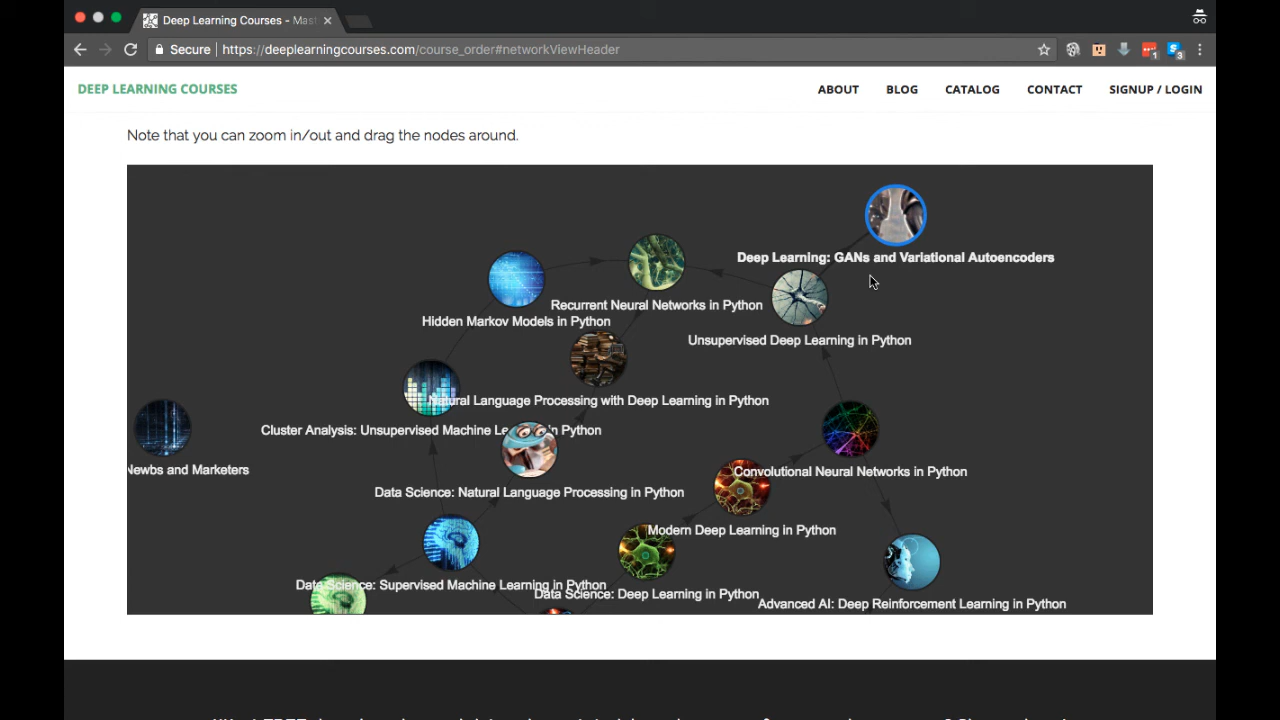 Deep Learning Courses - Mast
Secure https://deeplearningcourses.com/course_order#networkViewHeader
1
3
DEEP LEARNING COURSES
ABOUT BLOG CATALOG CONTACT SIGNUP / LOGIN
Note that you can zoom in/out and drag the nodes around.
Deep Learning: GANs and Variational Autoencoders
Recurrent Neural Networks in Python
Hidden Markov Models in Python
Unsupervised Deep Learning in Python
Natural Language Processing with Deep Learning in Python
Cluster Analysis: Unsupervised Machine Learning in Python
Newbs and Marketers
Convolutional Neural Networks in Python
Data Science: Natural Language Processing in Python
Modern Deep Learning in Python
Data Science: Supervised Machine Learning in Python
Data Science: Deep Learning in Python
Advanced AI: Deep Reinforcement Learning in Python